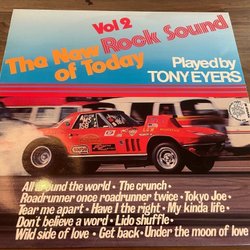 Vol 2
The New Rock Sound
of Today
Played by
TONY EYERS
All around the world · The crunch ·
Roadrunner once roadrunner twice · Tokyo Joe ·
Tear me apart · Have I the right · My kinda life ·
Don't believe a word · Lido shuffle ·
Wild side of love · Get back · Under the moon of love